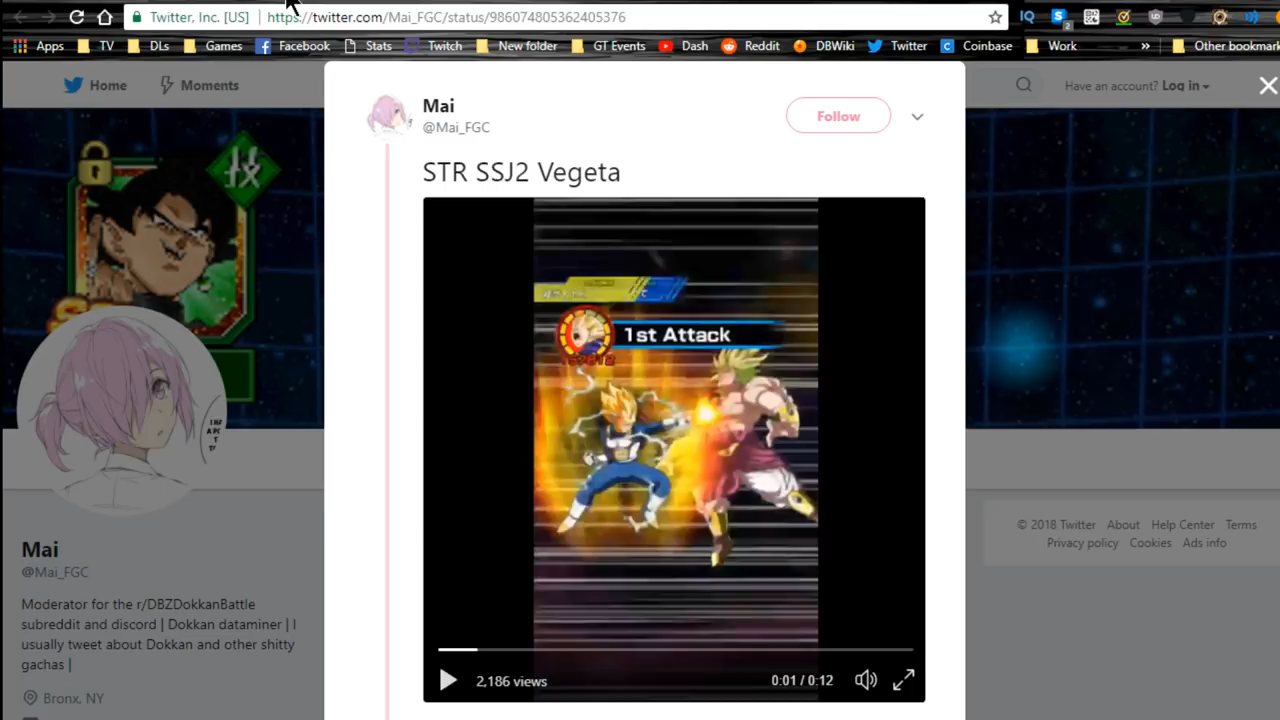 Twitter, Inc. [US] | https://twitter.com/Mai_FGC/status/986074805362405376
Apps TV DLs Games Facebook Stats Twitch New folder GT Events Dash Reddit DBWiki Twitter Coinbase Work » Other bookmark
Home Moments
Have an account? Log in
Mai
@Mai_FGC
Follow
STR SSJ2 Vegeta
1st Attack
2,186 views
0:01 / 0:12
Mai
@Mai_FGC
Moderator for the r/DBZDokkanBattle
subreddit and discord | Dokkan dataminer | I
usually tweet about Dokkan and other shitty
gachas |
Bronx, NY
© 2018 Twitter About Help Center Terms
Privacy policy Cookies Ads info